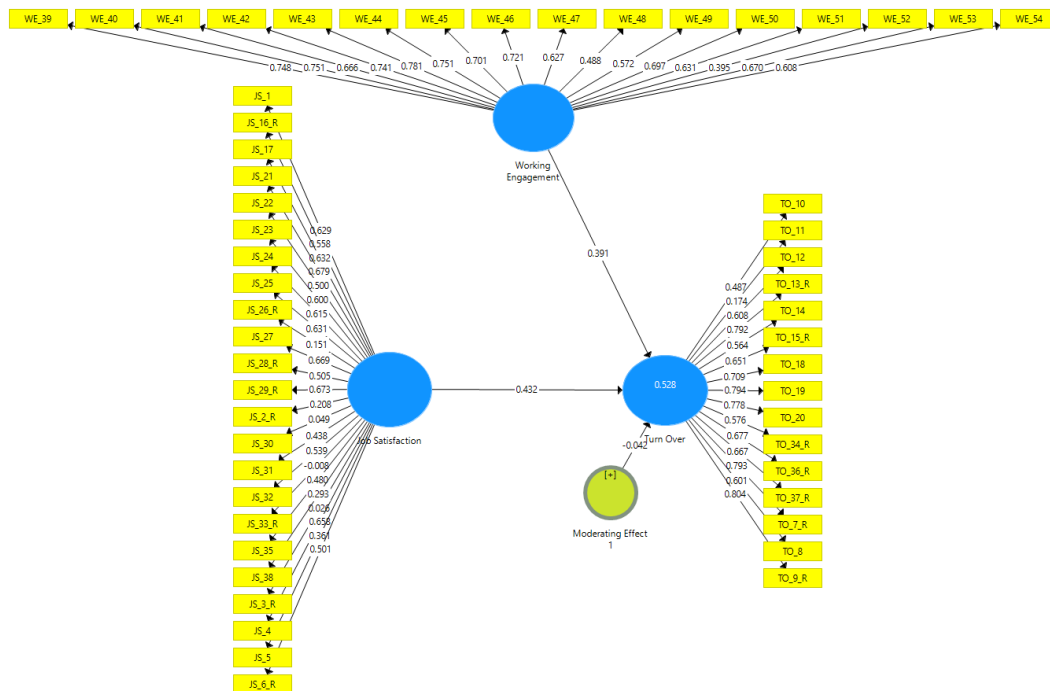 WE_39 WE_40 WE_41 WE_42 WE_43 WE_44 WE_45 WE_46 WE_47 WE_48 WE_49 WE_50 WE_51 WE_52 WE_53 WE_54
0.748 0.751 0.666 0.741 0.781 0.751 0.701 0.721 0.627 0.488 0.572 0.697 0.631 0.395 0.670 0.608
Working
Engagement
JS_1
JS_16_R
JS_17
JS_21
JS_22
JS_23
JS_24
JS_25
JS_26_R
JS_27
JS_28_R
JS_29_R
JS_2_R
JS_30
JS_31
JS_32
JS_33_R
JS_35
JS_38
JS_3_R
JS_4
JS_5
JS_6_R
0.629
0.558
0.632
0.679
0.500
0.600
0.615
0.631
0.151
0.669
0.505
0.673
0.208
0.049
0.438
0.539
-0.008
0.480
0.293
0.026
0.658
0.361
0.501
Job Satisfaction
0.432
0.391
0.528
Turn Over
-0.042
[+]
Moderating Effect
1
0.487
0.174
0.608
0.792
0.564
0.651
0.709
0.794
0.778
0.576
0.677
0.667
0.793
0.601
0.804
TO_10
TO_11
TO_12
TO_13_R
TO_14
TO_15_R
TO_18
TO_19
TO_20
TO_34_R
TO_36_R
TO_37_R
TO_7_R
TO_8
TO_9_R